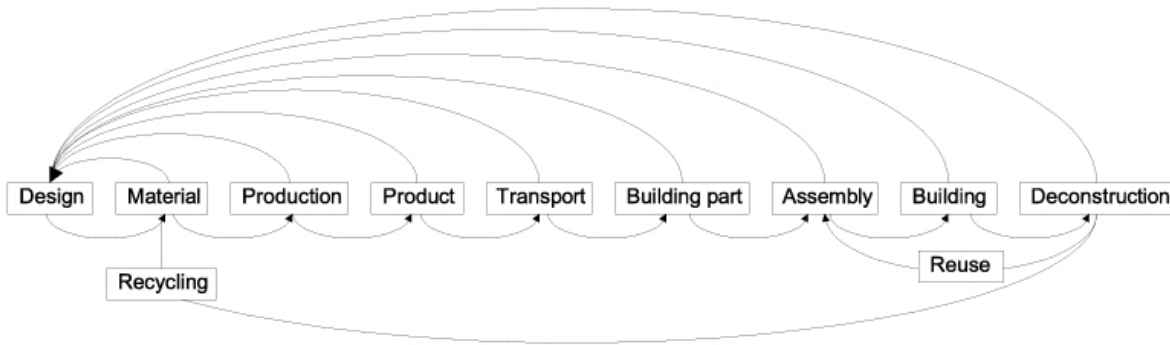 Design
Material
Production
Product
Transport
Building part
Assembly
Building
Deconstruction
Reuse
Recycling